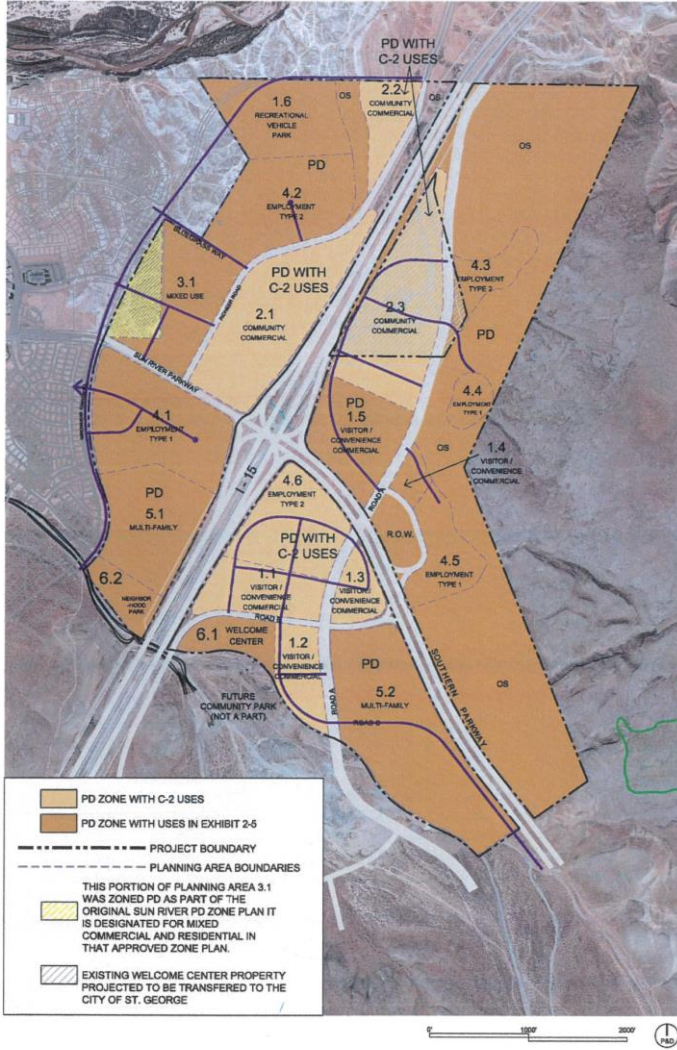 PD WITH
C-2 USES
2.2
COMMUNITY
COMMERCIAL
OS
OS
1.6
RECREATIONAL
VEHICLE
PARK
OS
PD
4.2
EMPLOYMENT
TYPE 2
BLUEGRASS WAY
PD WITH
C-2 USES
3.1
MIXED USE
2.1
COMMUNITY
COMMERCIAL
4.3
EMPLOYMENT
TYPE 2
2.3
COMMUNITY
COMMERCIAL
PD
SUN RIVER PARKWAY
4.4
EMPLOYMENT
TYPE 1
PD
1.5
VISITOR /
CONVENIENCE
COMMERCIAL
4.1
EMPLOYMENT
TYPE 1
OS
1.4
VISITOR /
CONVENIENCE
COMMERCIAL
I - 15
4.6
EMPLOYMENT
TYPE 2
ROAD A
PD
5.1
MULTI-FAMILY
R.O.W.
PD WITH
C-2 USES
4.5
EMPLOYMENT
TYPE 1
1.1
VISITOR /
CONVENIENCE
COMMERCIAL
1.3
VISITOR/
CONVENIENCE
COMMERCIAL
6.2
NEIGHBOR
-HOOD
PARK
ROAD B
6.1
WELCOME
CENTER
1.2
VISITOR /
CONVENIENCE
COMMERCIAL
SOUTHERN PARKWAY
PD
5.2
MULTI-FAMILY
OS
FUTURE
COMMUNITY PARK
(NOT A PART)
ROAD A
PD ZONE WITH C-2 USES
PD ZONE WITH USES IN EXHIBIT 2-5
PROJECT BOUNDARY
PLANNING AREA BOUNDARIES
THIS PORTION OF PLANNING AREA 3.1
WAS ZONED PD AS PART OF THE
ORIGINAL SUN RIVER PD ZONE PLAN IT
IS DESIGNATED FOR MIXED
COMMERCIAL AND RESIDENTIAL IN
THAT APPROVED ZONE PLAN.
EXISTING WELCOME CENTER PROPERTY
PROJECTED TO BE TRANSFERED TO THE
CITY OF ST. GEORGE
0' 1000' 2000'
P&D